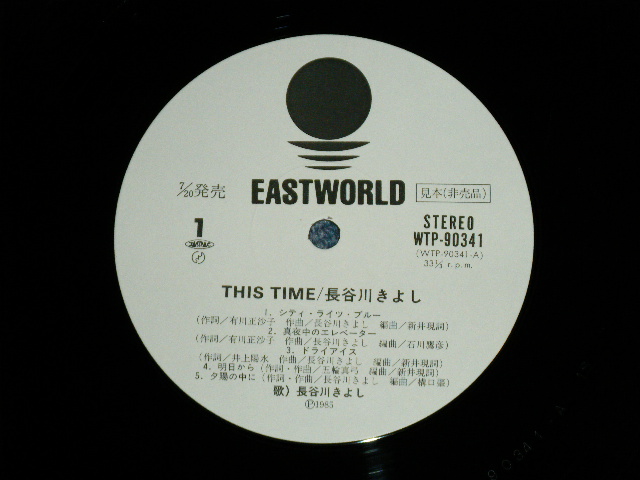 7/20発売
EASTWORLD
見本(非売品)
1
JASRAC
STEREO
WTP-90341
(WTP-90341-A)
33⅓ r.p.m.
THIS TIME/長谷川きよし
1. シティ・ライツ・ブルー
(作詞/有川正沙子 作曲/長谷川きよし 編曲/新井現詞)
2. 真夜中のエレベーター
(作詞/有川正沙子 作曲/長谷川きよし 編曲/石川鷹彦)
3. ドライアイス
(作詞/井上陽水 作曲/長谷川きよし 編曲/新井現詞)
4. 明日から(作詞・作曲/五輪真弓 編曲/新井現詞)
5. 夕陽の中に(作詞・作曲/長谷川きよし 編曲/樋口康)
歌) 長谷川きよし
Ⓟ1985